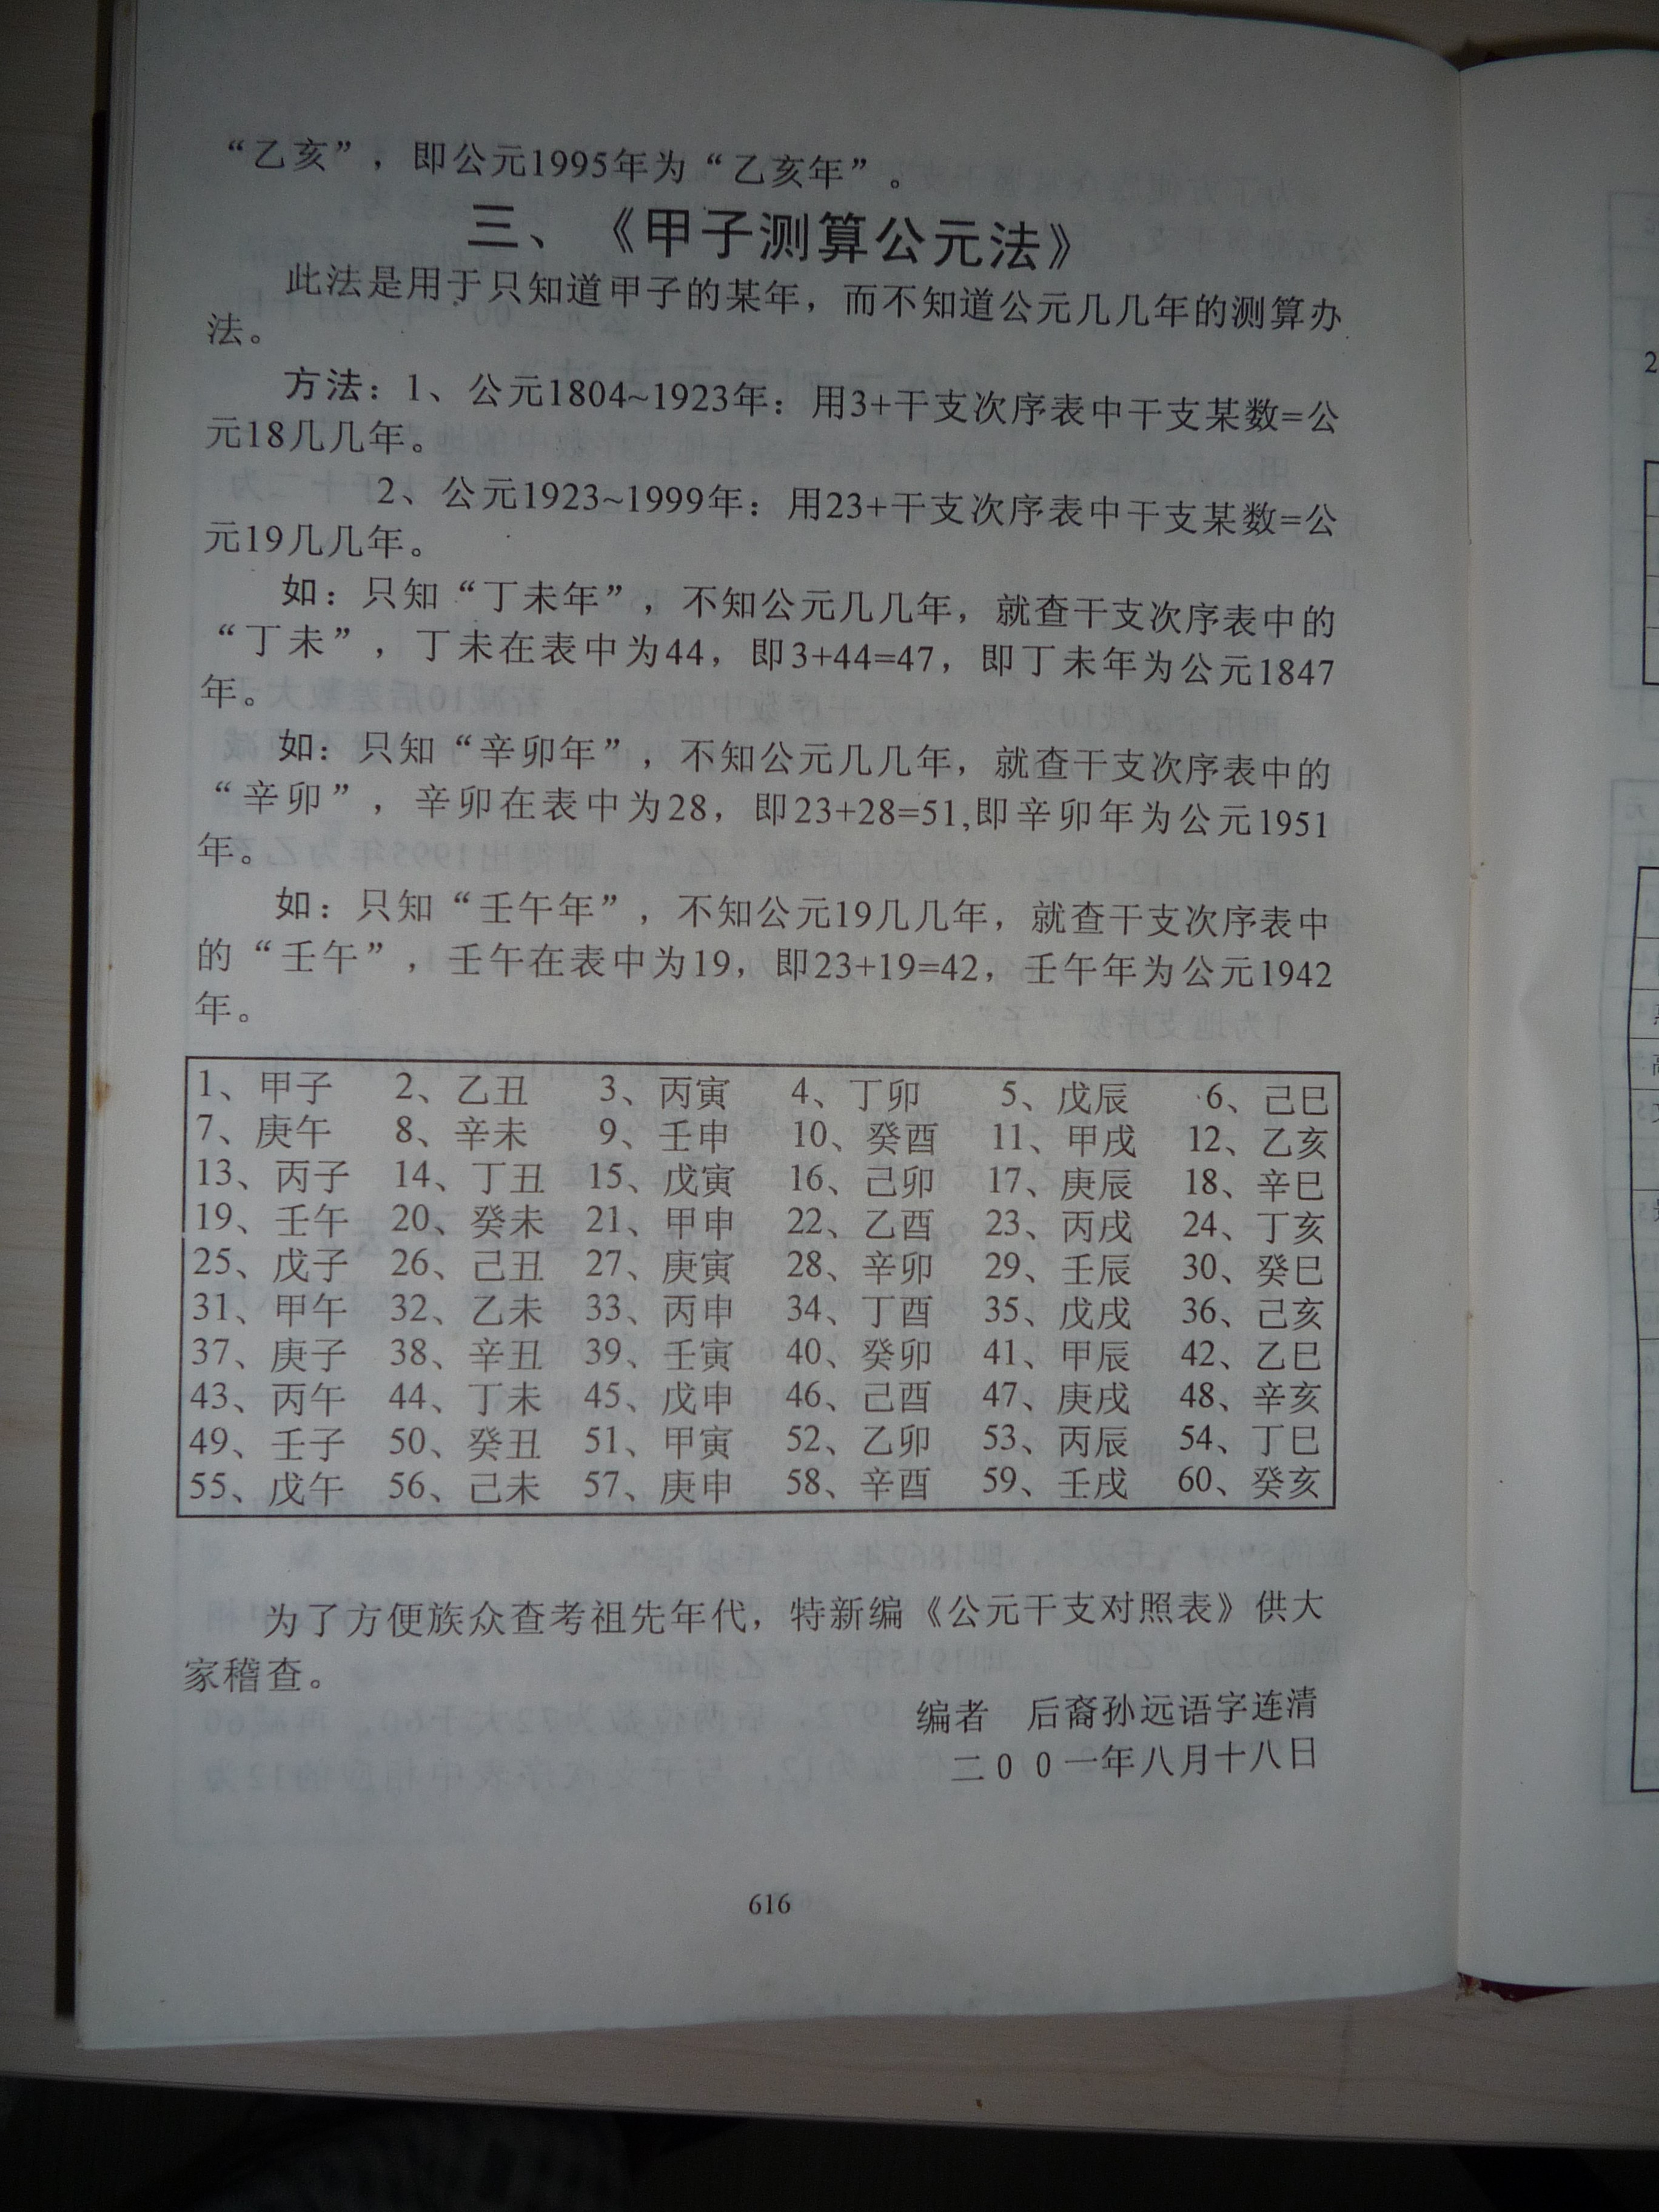 “乙亥”，即公元1995年为“乙亥年”。
三、《甲子测算公元法》
此法是用于只知道甲子的某年，而不知道公元几几年的测算办
法。
方法：1、公元1804~1923年：用3+干支次序表中干支某数=公
元18几几年。
2、公元1923~1999年：用23+干支次序表中干支某数=公
元19几几年。
如：只知“丁未年”，不知公元几几年，就查干支次序表中的
“丁未”，丁未在表中为44，即3+44=47，即丁未年为公元1847
年。
如：只知“辛卯年”，不知公元几几年，就查干支次序表中的
“辛卯”，辛卯在表中为28，即23+28=51,即辛卯年为公元1951
年。
如：只知“壬午年”，不知公元19几几年，就查干支次序表中
的“壬午”，壬午在表中为19，即23+19=42，壬午年为公元1942
年。
1、甲子 2、乙丑 3、丙寅 4、丁卯 5、戊辰 6、己巳
7、庚午 8、辛未 9、壬申 10、癸酉 11、甲戌 12、乙亥
13、丙子 14、丁丑 15、戊寅 16、己卯 17、庚辰 18、辛巳
19、壬午 20、癸未 21、甲申 22、乙酉 23、丙戌 24、丁亥
25、戊子 26、己丑 27、庚寅 28、辛卯 29、壬辰 30、癸巳
31、甲午 32、乙未 33、丙申 34、丁酉 35、戊戌 36、己亥
37、庚子 38、辛丑 39、壬寅 40、癸卯 41、甲辰 42、乙巳
43、丙午 44、丁未 45、戊申 46、己酉 47、庚戌 48、辛亥
49、壬子 50、癸丑 51、甲寅 52、乙卯 53、丙辰 54、丁巳
55、戊午 56、己未 57、庚申 58、辛酉 59、壬戌 60、癸亥
为了方便族众查考祖先年代，特新编《公元干支对照表》供大
家稽查。
编者 后裔孙远语字连清
二00一年八月十八日
616